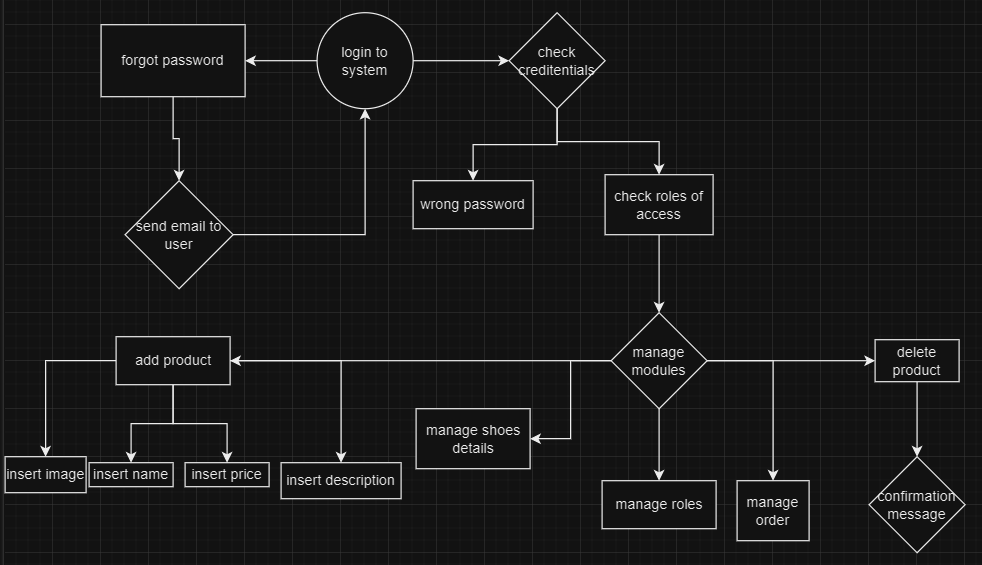 forgot password
login to
system
check
creditentials
wrong password
check roles of
access
send email to
user
add product
manage
modules
delete
product
manage shoes
details
insert image
insert name
insert price
insert description
manage roles
manage
order
confirmation
message